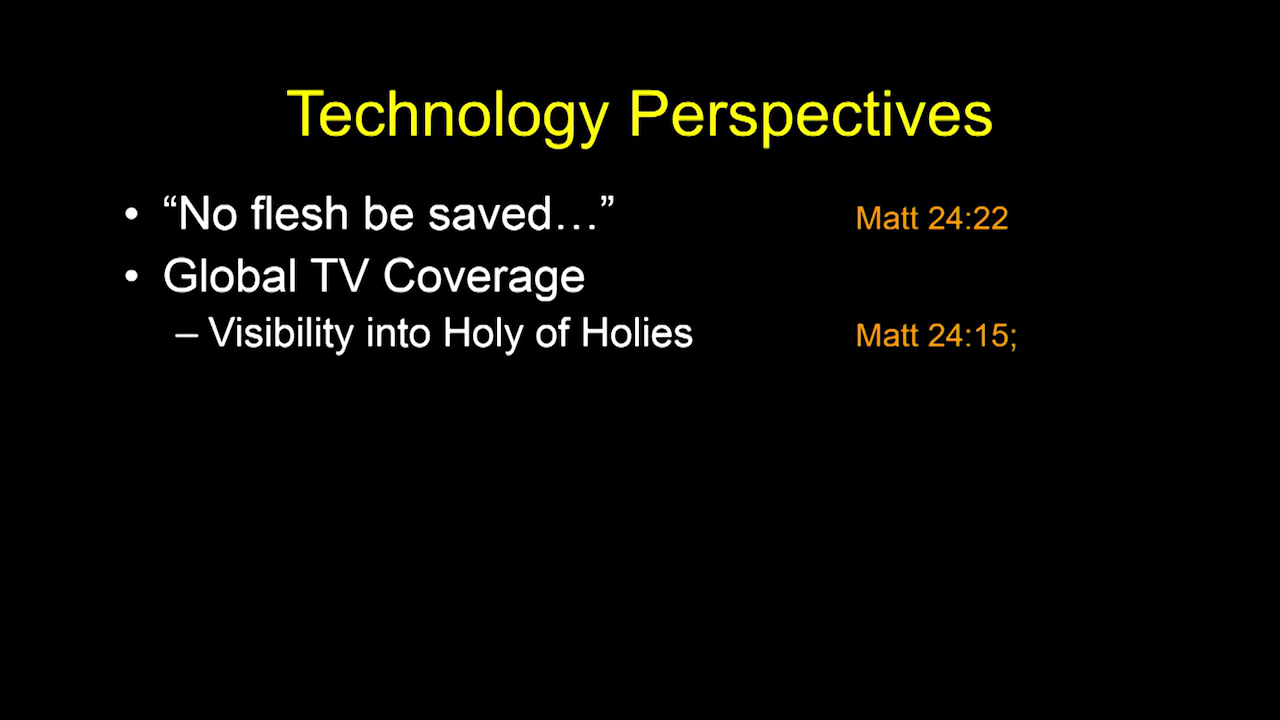 Technology Perspectives
• “No flesh be saved…” Matt 24:22
• Global TV Coverage
– Visibility into Holy of Holies Matt 24:15;